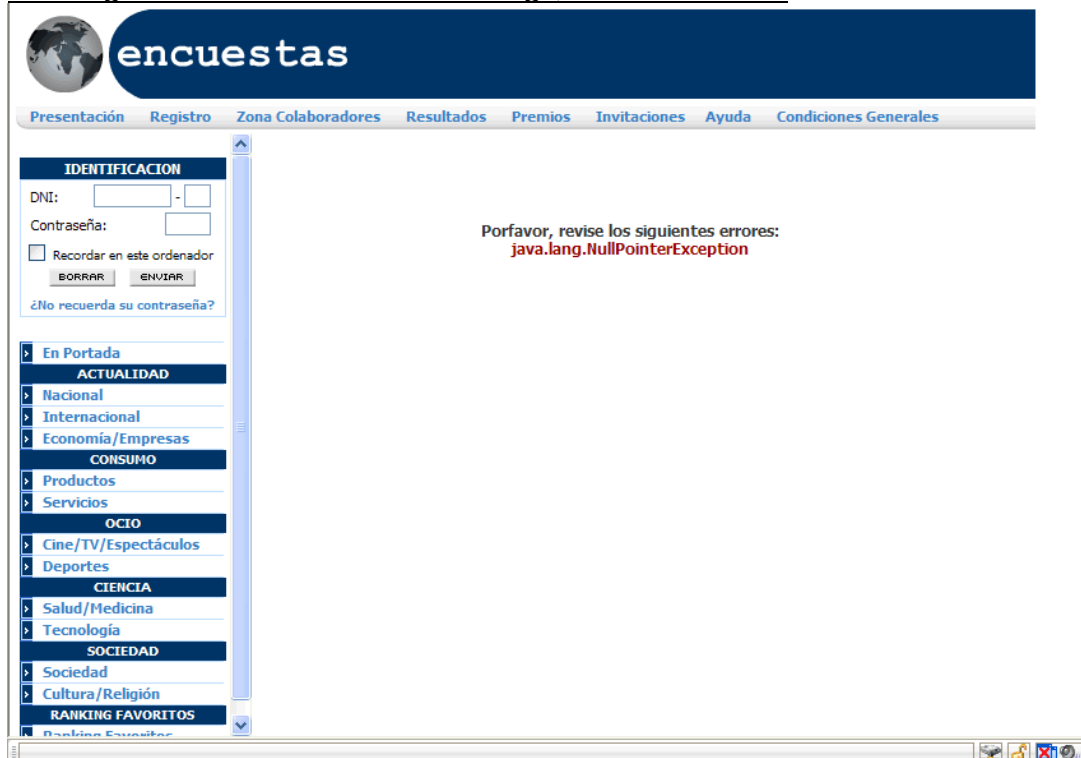 encuestas
Presentación Registro Zona Colaboradores Resultados Premios Invitaciones Ayuda Condiciones Generales
IDENTIFICACION
DNI: -
Contraseña:
Recordar en este ordenador
BORRAR ENVIAR
¿No recuerda su contraseña?
Porfavor, revise los siguientes errores:
java.lang.NullPointerException
En Portada
ACTUALIDAD
Nacional
Internacional
Economía/Empresas
CONSUMO
Productos
Servicios
OCIO
Cine/TV/Espectáculos
Deportes
CIENCIA
Salud/Medicina
Tecnología
SOCIEDAD
Sociedad
Cultura/Religión
RANKING FAVORITOS
Ranking Favoritos